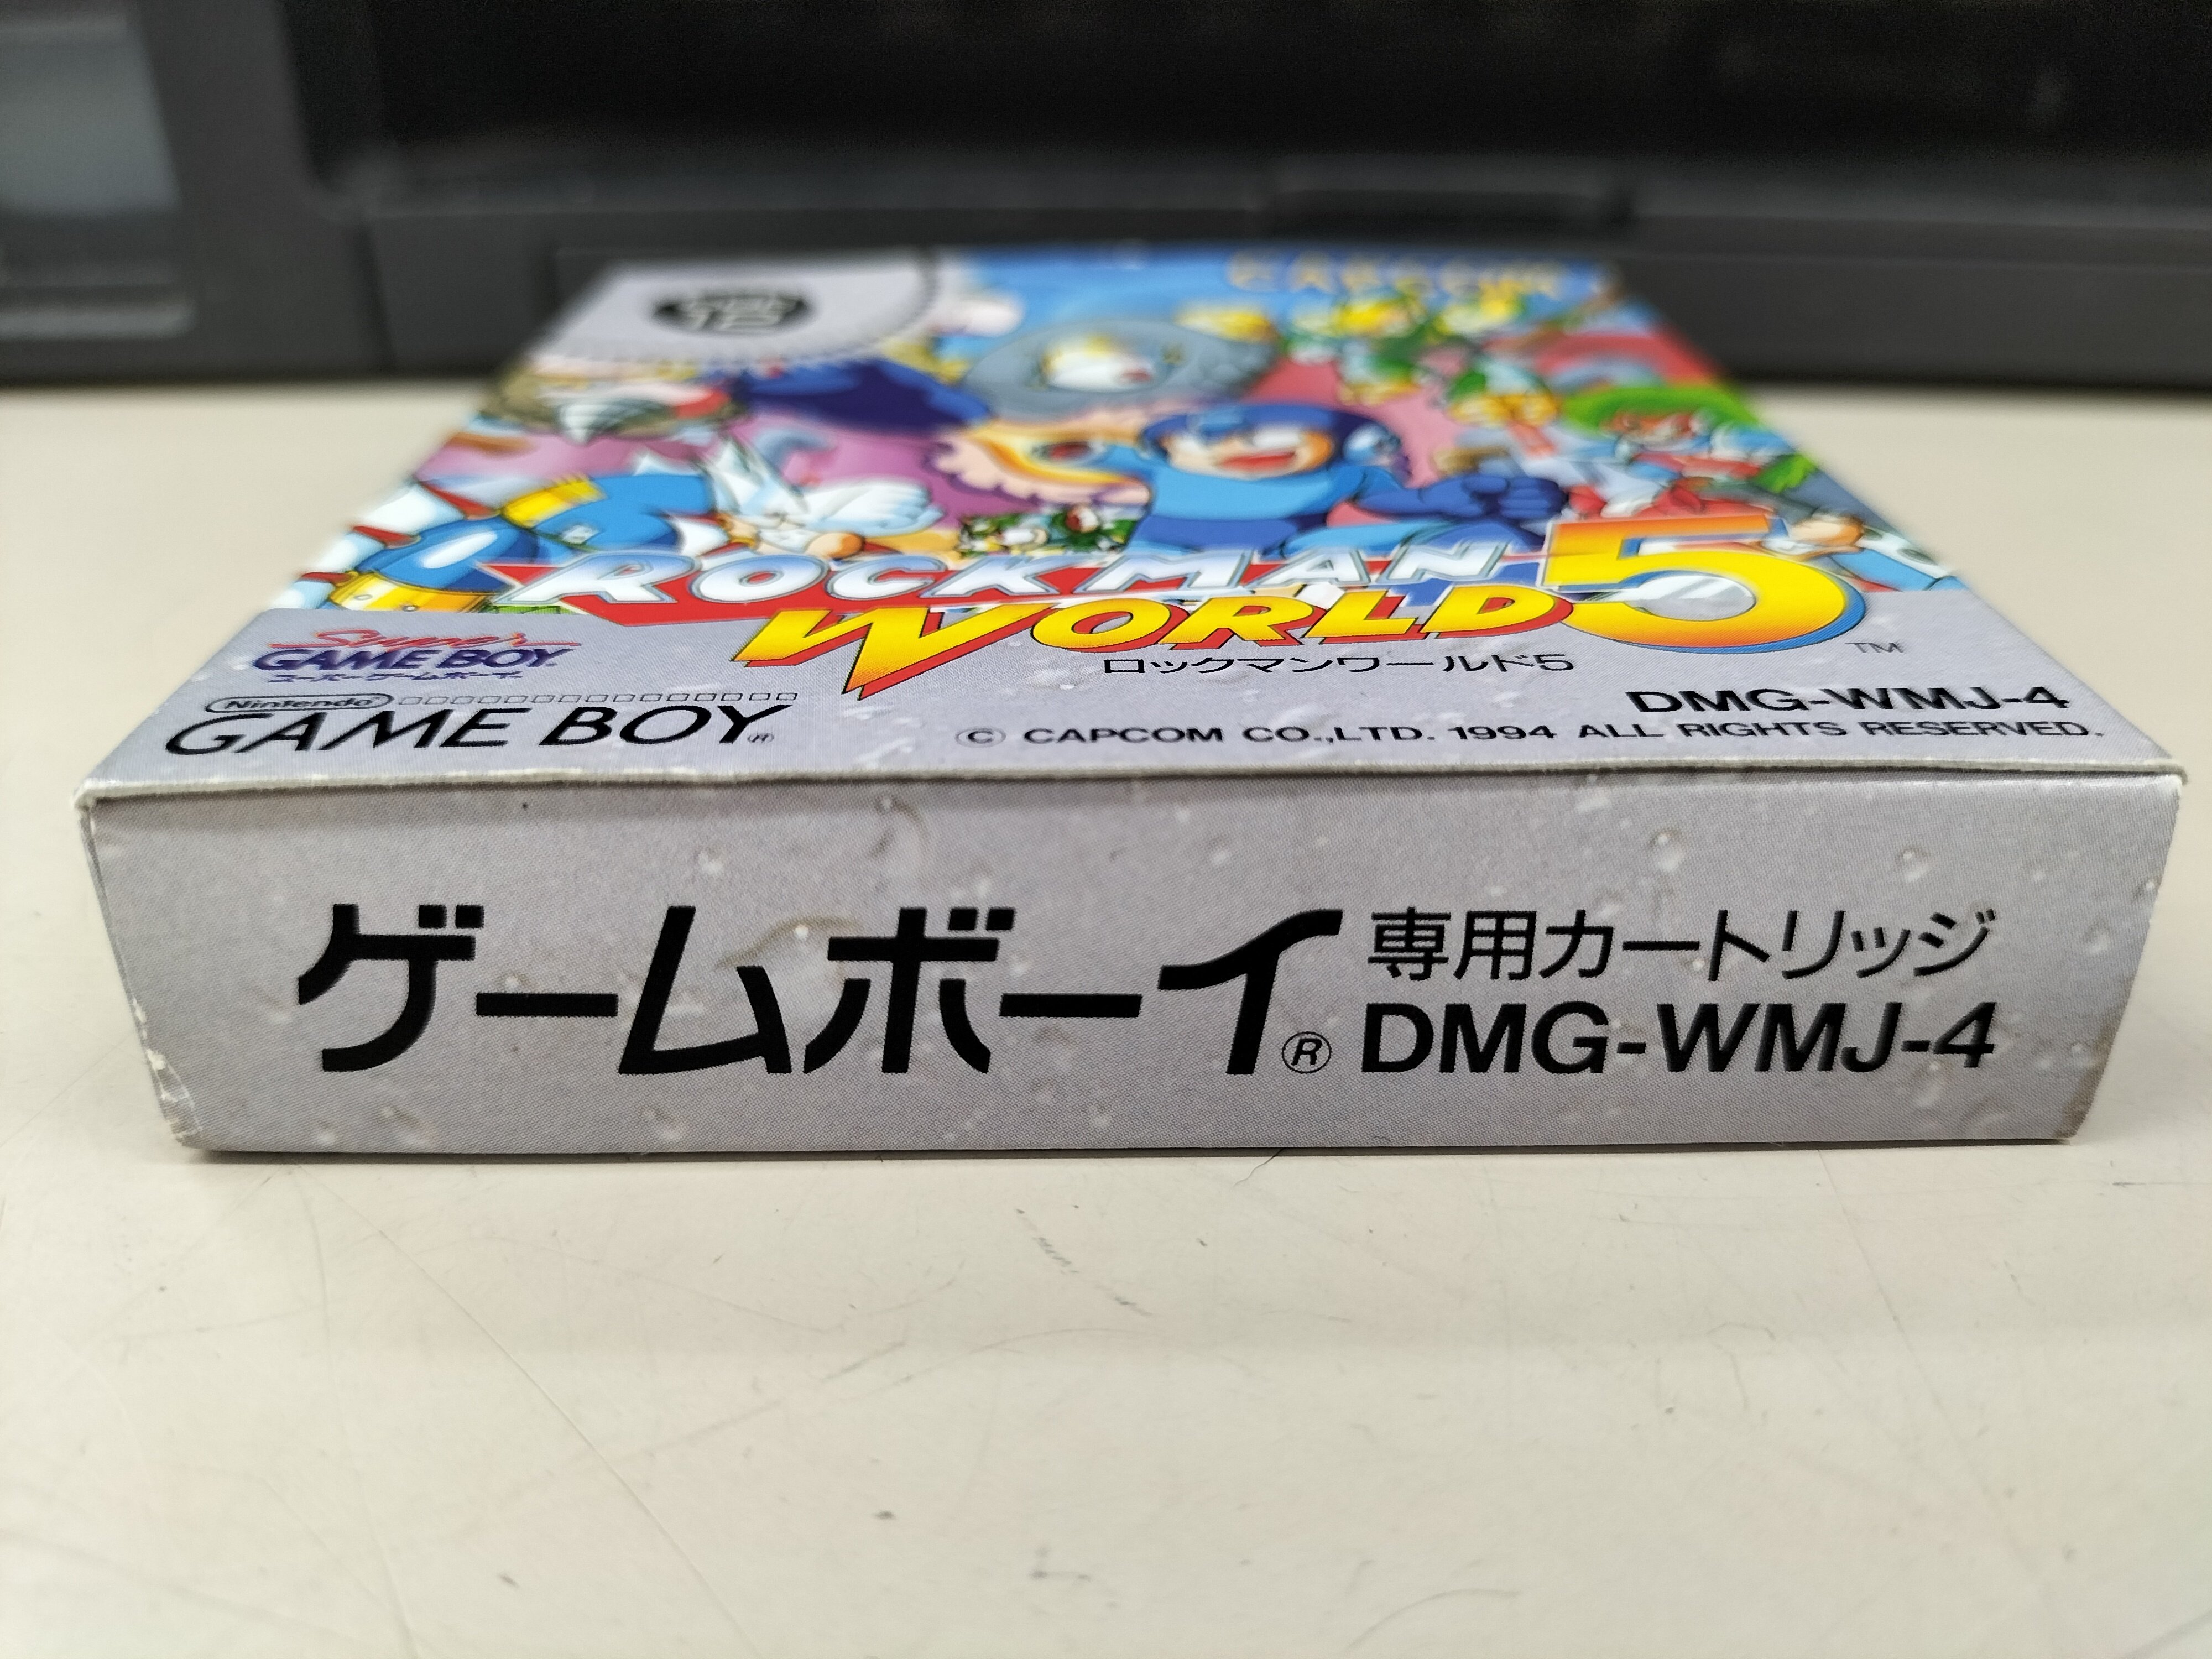 CAPCOM
ROCKMAN
WORLD 5
TM
ロックマンワールド5
Super
GAME BOY
スーパーゲームボーイ
Nintendo
GAME BOY®
DMG-WMJ-4
© CAPCOM CO.,LTD. 1994 ALL RIGHTS RESERVED.
ゲームボーイ®
専用カートリッジ
DMG-WMJ-4